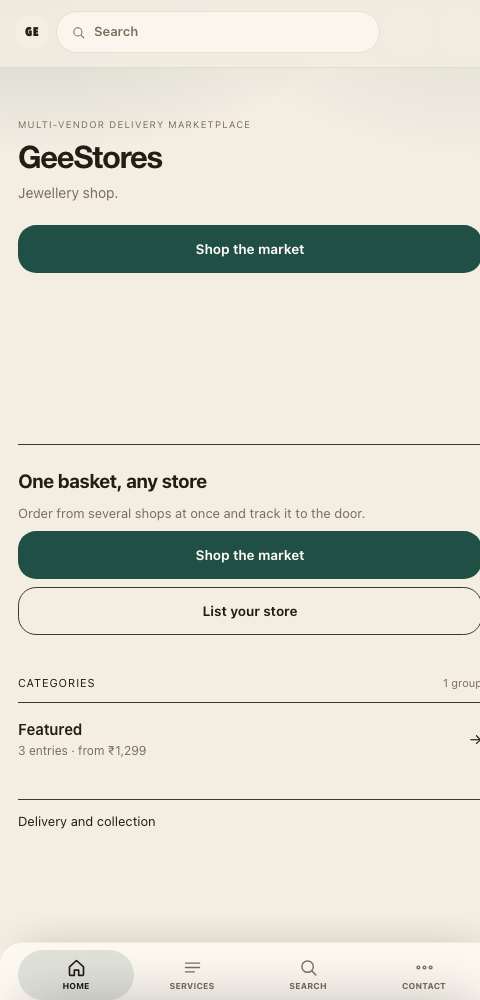 GE
Search
MULTI-VENDOR DELIVERY MARKETPLACE
GeeStores
Jewellery shop.
Shop the market
One basket, any store
Order from several shops at once and track it to the door.
Shop the market
List your store
CATEGORIES
1 group
Featured
3 entries · from ₹1,299
Delivery and collection
HOME
SERVICES
SEARCH
CONTACT